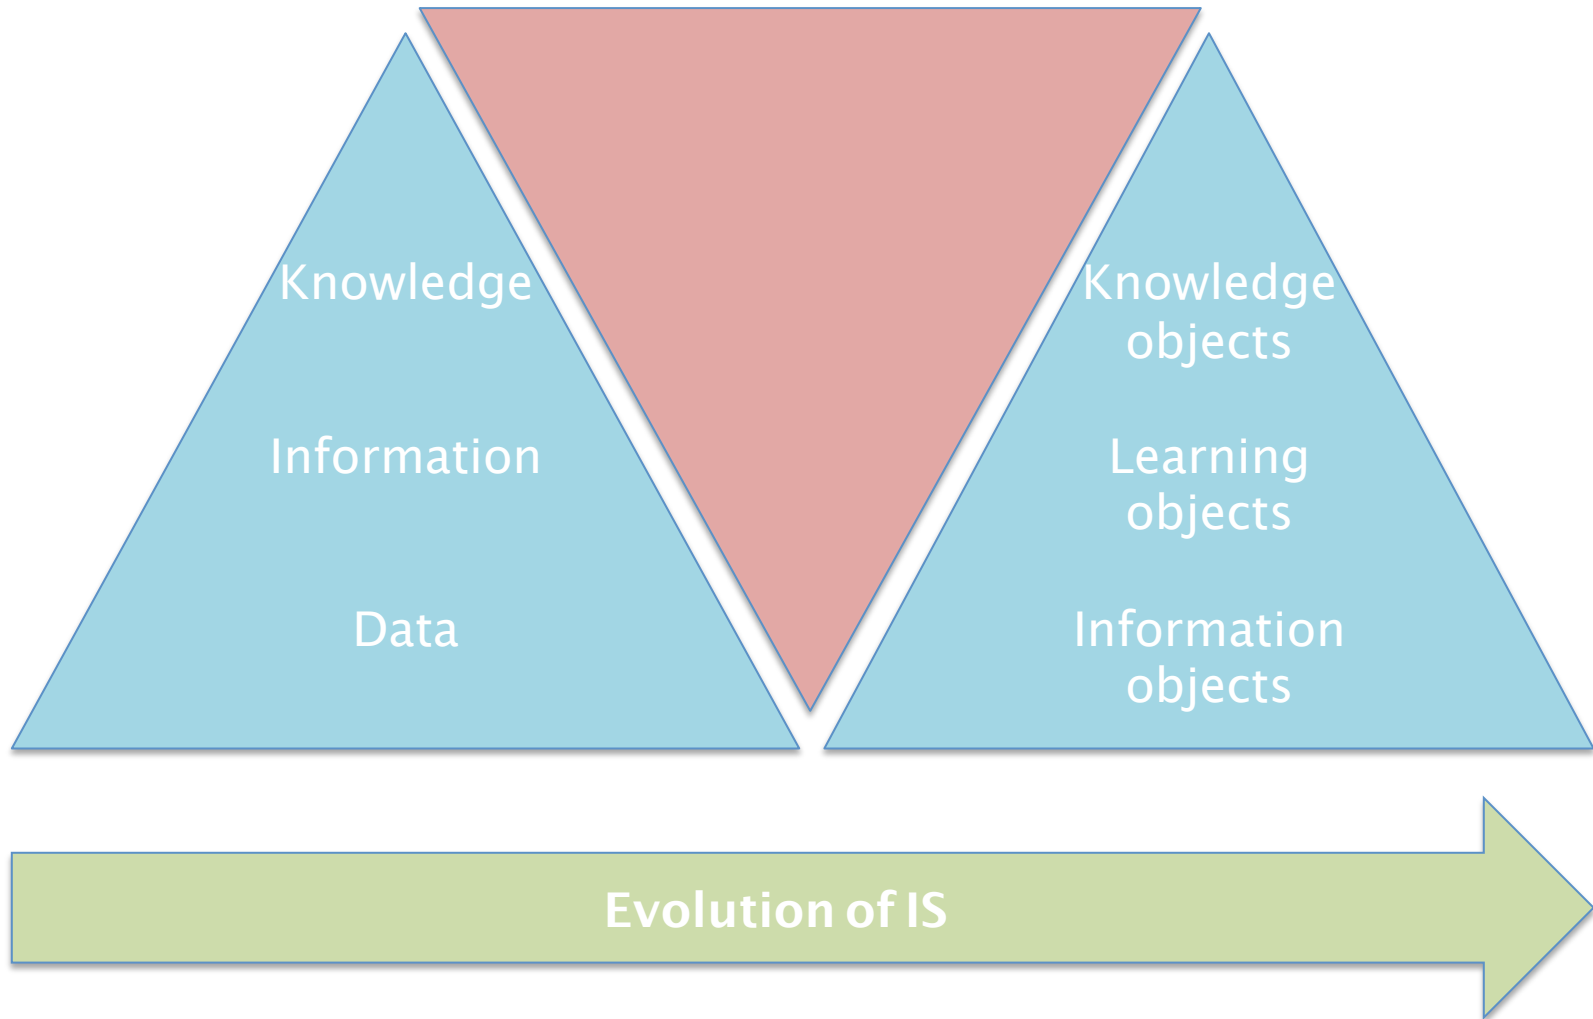 Knowledge
Information
Data
Knowledge
objects
Learning
objects
Information
objects
Evolution of IS